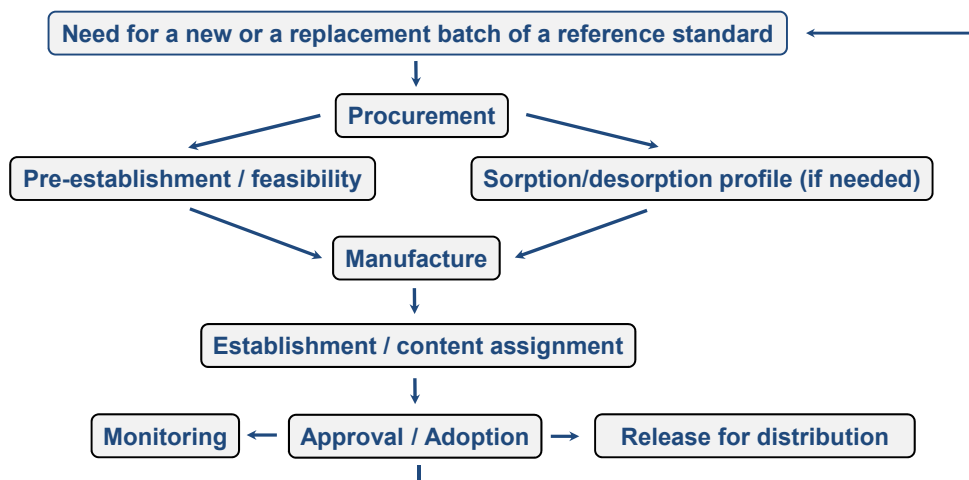 Need for a new or a replacement batch of a reference standard
Procurement
Pre-establishment / feasibility
Sorption/desorption profile (if needed)
Manufacture
Establishment / content assignment
Monitoring
Approval / Adoption
Release for distribution